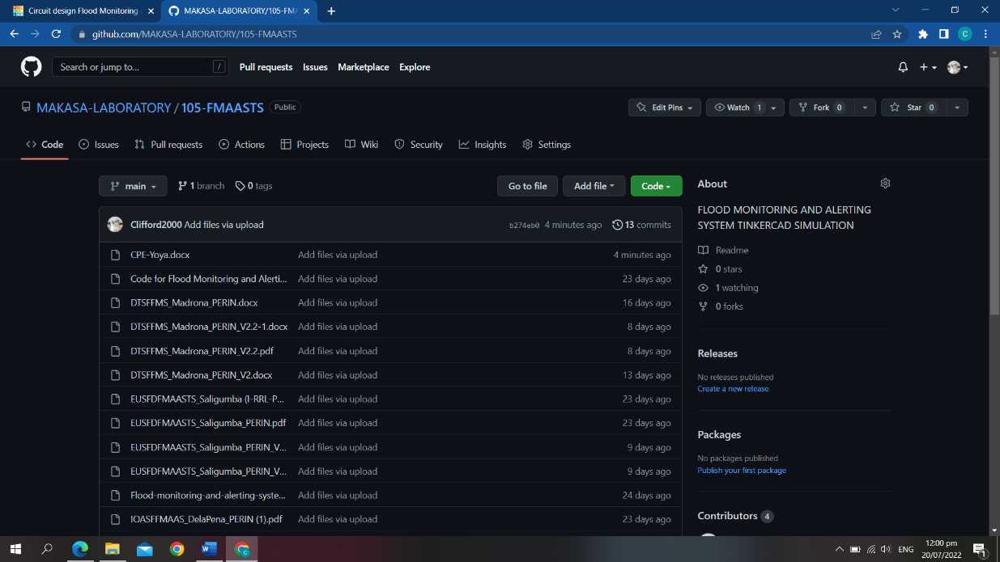 Circuit design Flood Monitoring
MAKASA-LABORATORY/105-FMA
github.com/MAKASA-LABORATORY/105-FMAASTS
C
Search or jump to... /
Pull requests Issues Marketplace Explore
MAKASA-LABORATORY / 105-FMAASTS Public
Edit Pins Watch 1 Fork 0 Star 0
Code Issues Pull requests Actions Projects Wiki Security Insights Settings
main 1 branch 0 tags Go to file Add file Code
Clifford2000 Add files via upload b274eb0 4 minutes ago 13 commits
CPE-Yoya.docx Add files via upload 4 minutes ago
Code for Flood Monitoring and Alerti... Add files via upload 23 days ago
DTSFFMS_Madrona_PERIN.docx Add files via upload 16 days ago
DTSFFMS_Madrona_PERIN_V2.2-1.docx Add files via upload 8 days ago
DTSFFMS_Madrona_PERIN_V2.2.pdf Add files via upload 8 days ago
DTSFFMS_Madrona_PERIN_V2.docx Add files via upload 13 days ago
EUSFDFMAASTS_Saligumba (I-RRL-P... Add files via upload 23 days ago
EUSFDFMAASTS_Saligumba_PERIN.pdf Add files via upload 23 days ago
EUSFDFMAASTS_Saligumba_PERIN_V... Add files via upload 9 days ago
EUSFDFMAASTS_Saligumba_PERIN_V... Add files via upload 9 days ago
Flood-monitoring-and-alerting-syste... Add files via upload 24 days ago
IOASFFMAAS_DelaPena_PERIN (1).pdf Add files via upload 23 days ago
About
FLOOD MONITORING AND ALERTING
SYSTEM TINKERCAD SIMULATION
Readme
0 stars
1 watching
0 forks
Releases
No releases published
Create a new release
Packages
No packages published
Publish your first package
Contributors 4
ENG
12:00 pm
20/07/2022
1